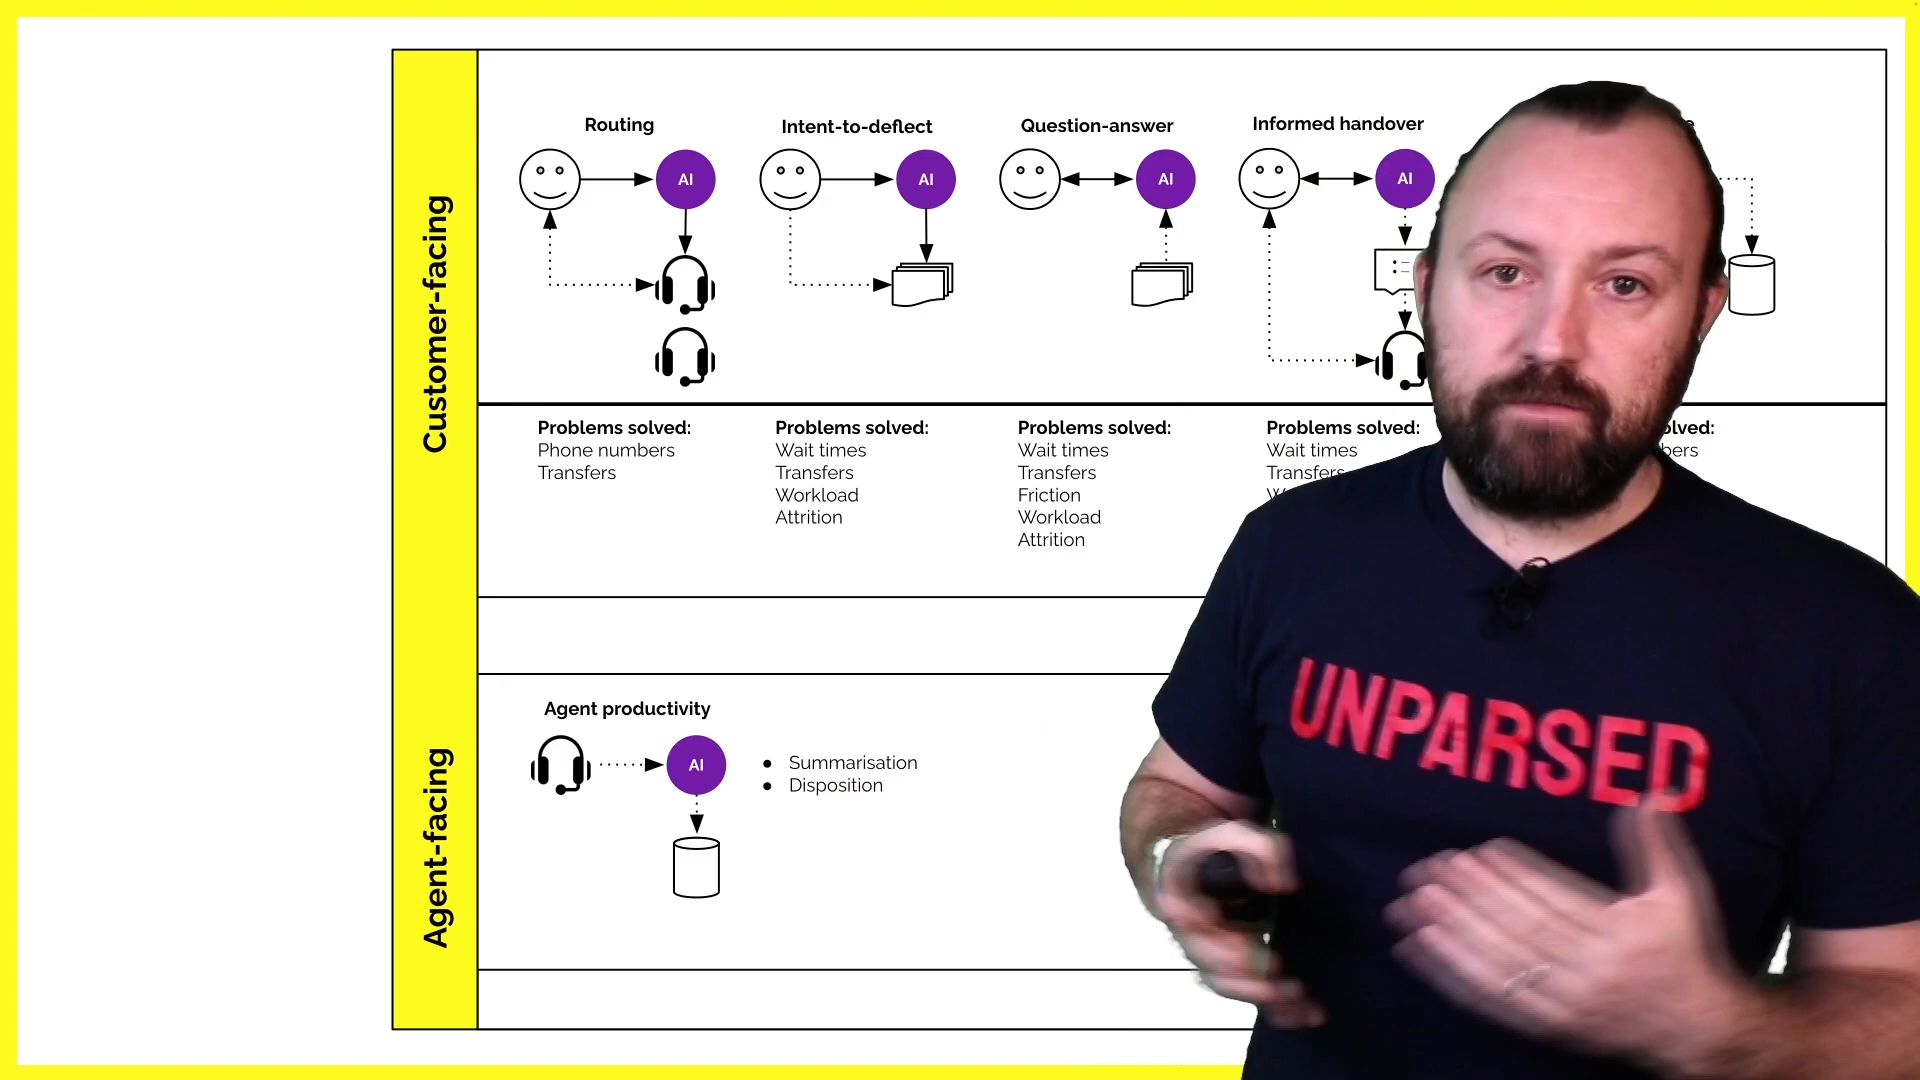 Customer-facing
Routing
Intent-to-deflect
Question-answer
Informed handover
AI
AI
AI
AI
Problems solved:
Phone numbers
Transfers
Problems solved:
Wait times
Transfers
Workload
Attrition
Problems solved:
Wait times
Transfers
Friction
Workload
Attrition
Problems solved:
Wait times
Transfers
Agent-facing
Agent productivity
AI
• Summarisation
• Disposition
UNPARSED